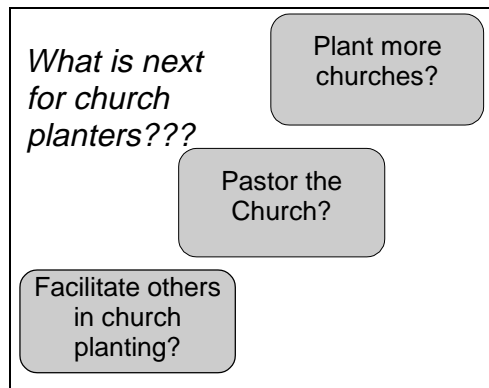 What is next
for church
planters???
Plant more
churches?
Pastor the
Church?
Facilitate others
in church
planting?